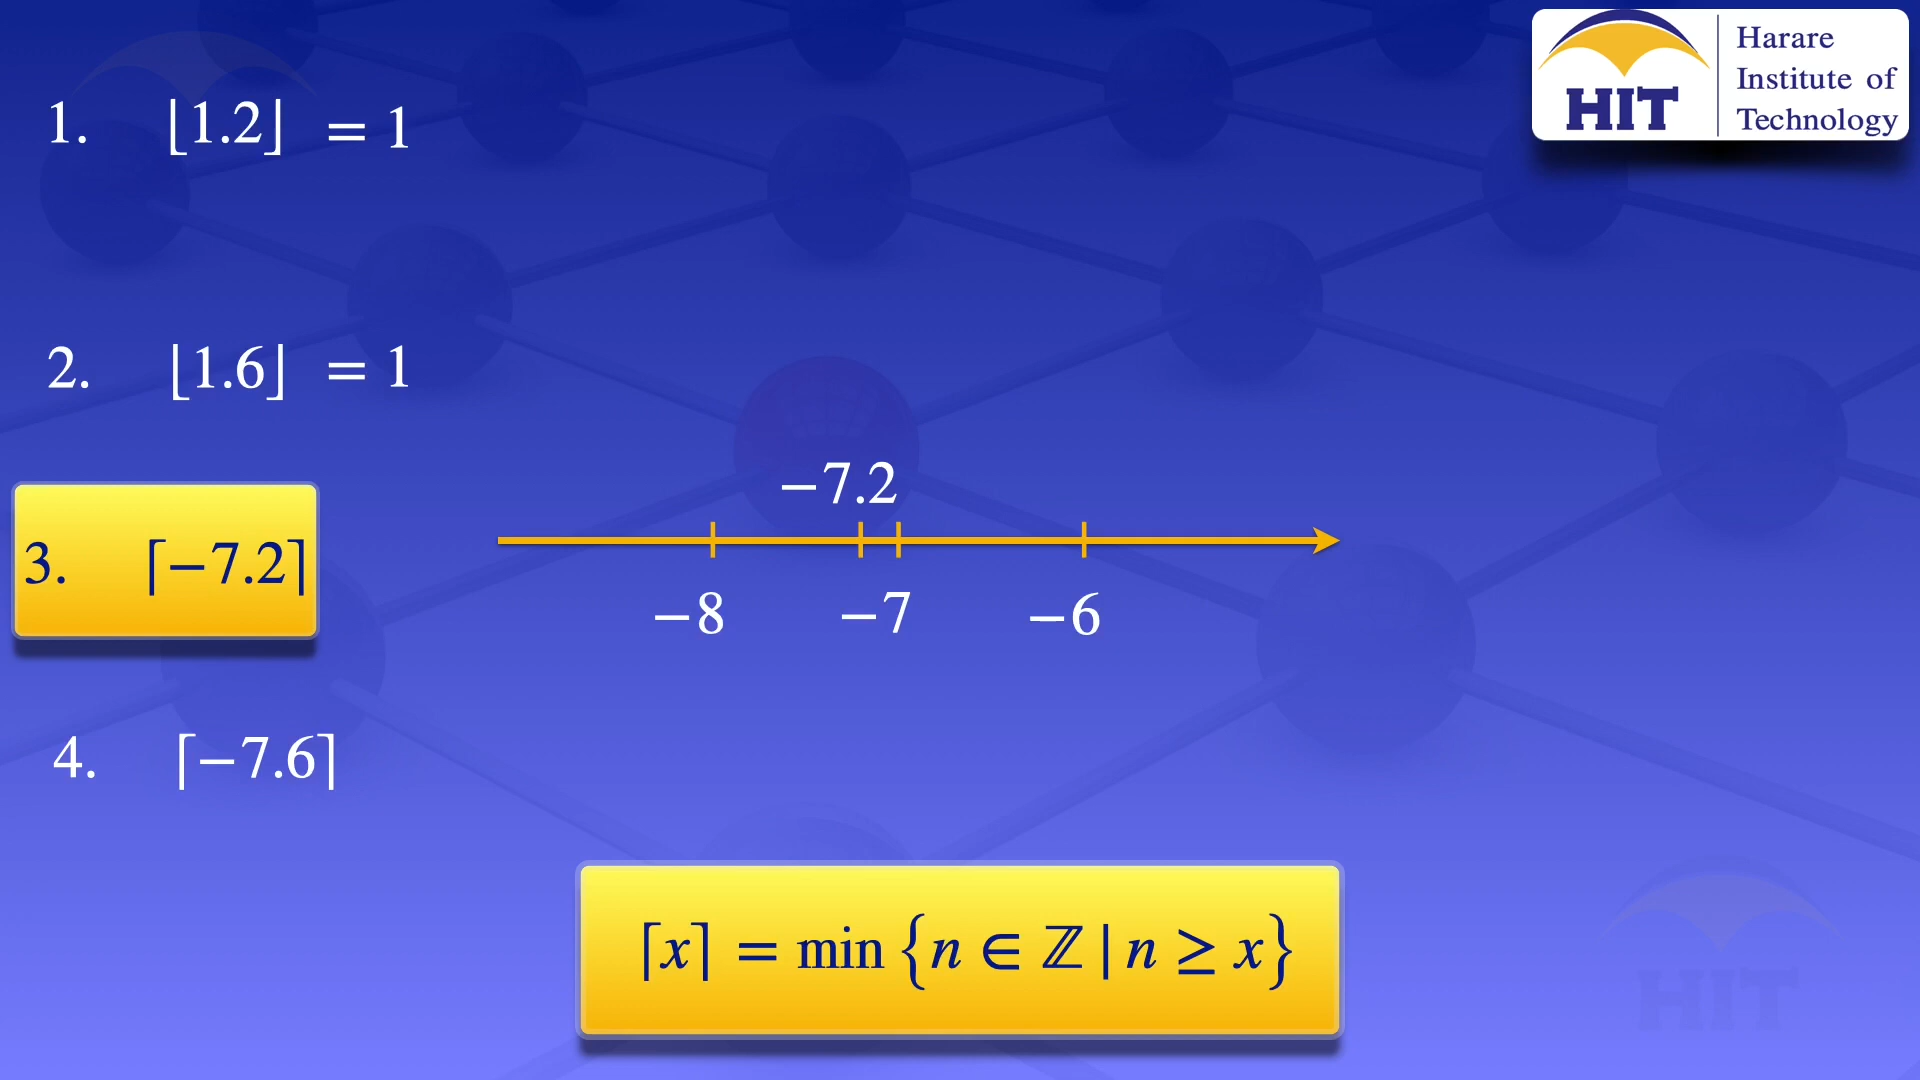 Harare
Institute of
Technology
HIT
1. ⌊1.2⌋ = 1
2. ⌊1.6⌋ = 1
3. ⌈−7.2⌉
−7.2
−8 −7 −6
4. ⌈−7.6⌉
⌈x⌉ = min {n ∈ ℤ | n ≥ x}
HIT